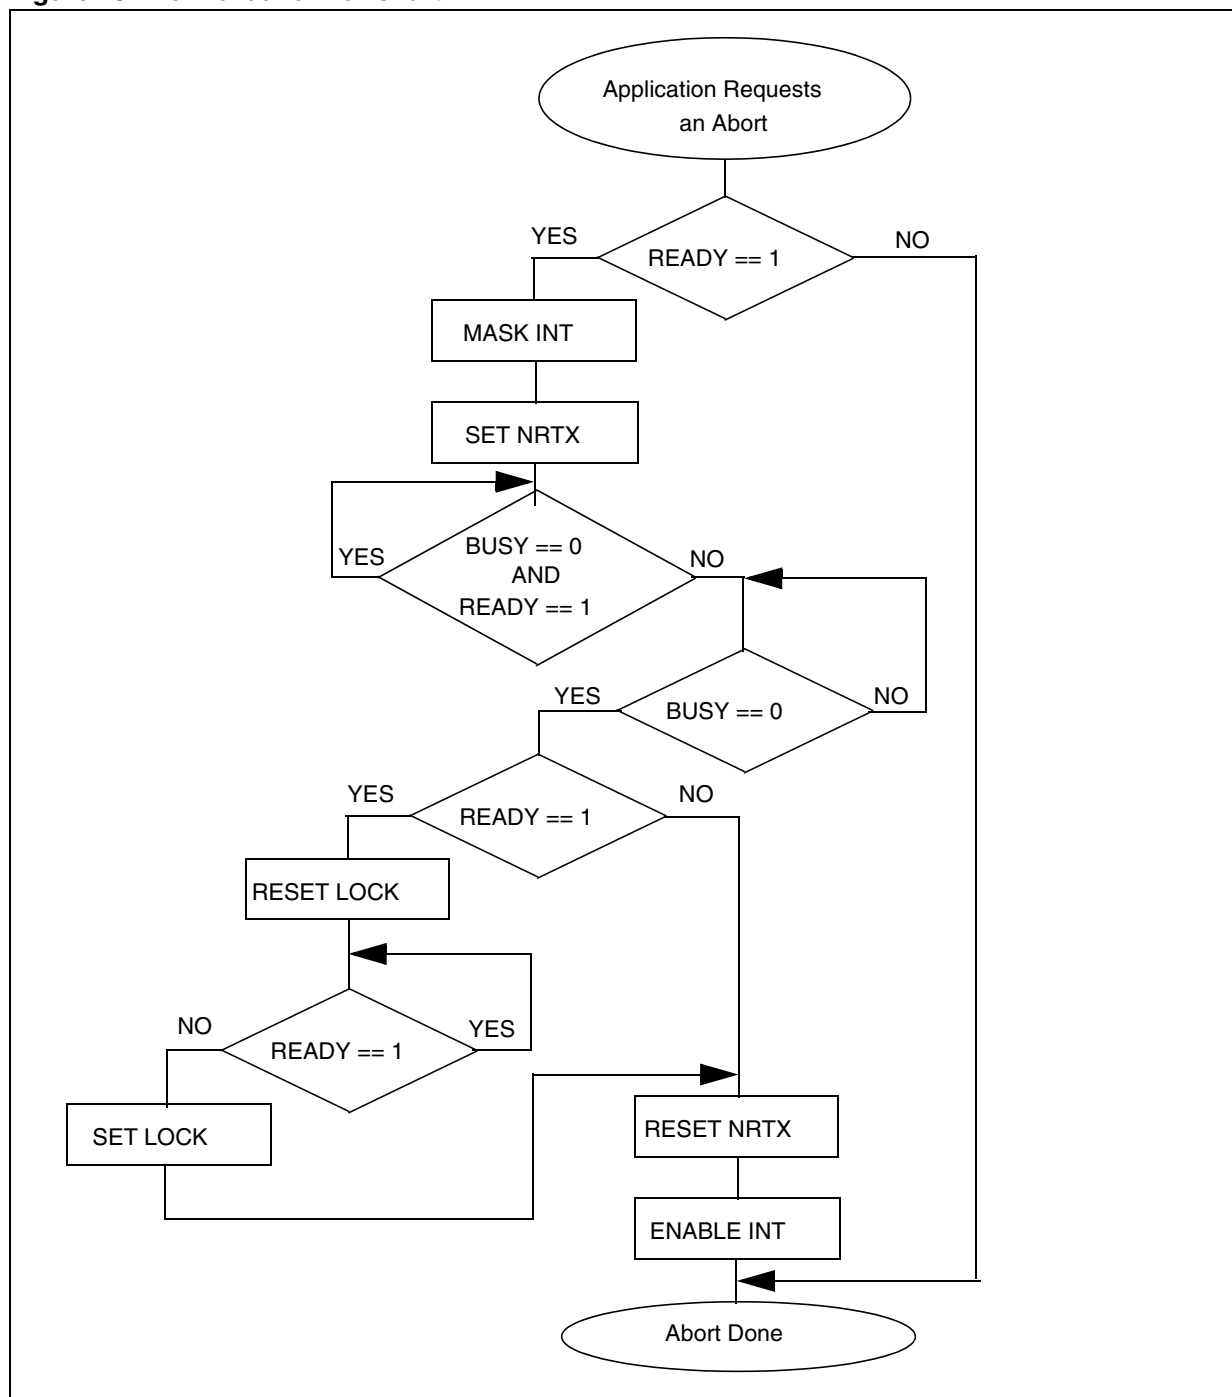 Application Requests
an Abort
YES
NO
READY == 1
MASK INT
SET NRTX
YES
BUSY == 0
AND
READY == 1
NO
YES
BUSY == 0
NO
YES
READY == 1
NO
RESET LOCK
NO
READY == 1
YES
SET LOCK
RESET NRTX
ENABLE INT
Abort Done